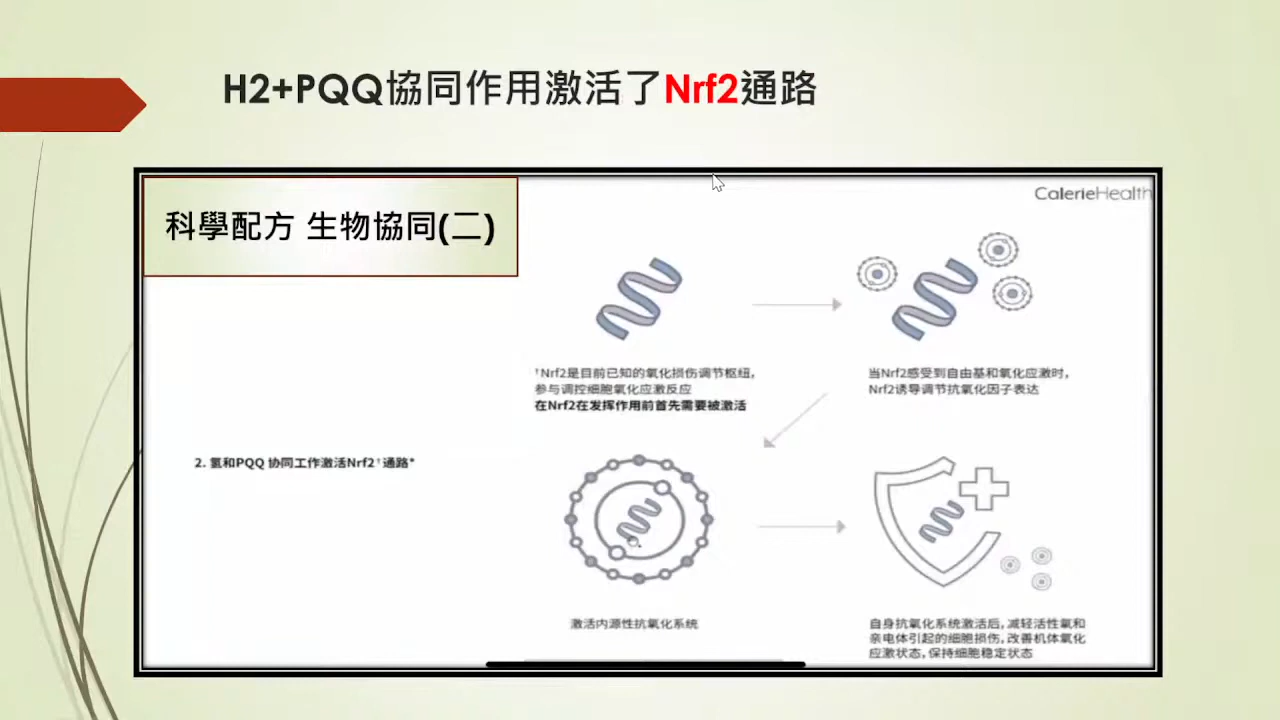 H2+PQQ協同作用激活了Nrf2通路
科學配方 生物協同(二)
CalerieHealth
†Nrf2是目前已知的氧化损伤调节枢纽,
参与调控细胞氧化应激反应
在Nrf2在发挥作用前首先需要被激活
当Nrf2感受到自由基和氧化应激时,
Nrf2诱导调节抗氧化因子表达
2. 氢和PQQ 协同工作激活Nrf2†通路*
激活内源性抗氧化系统
自身抗氧化系统激活后, 减轻活性氧和
亲电体引起的细胞损伤, 改善机体氧化
应激状态, 保持细胞稳定状态